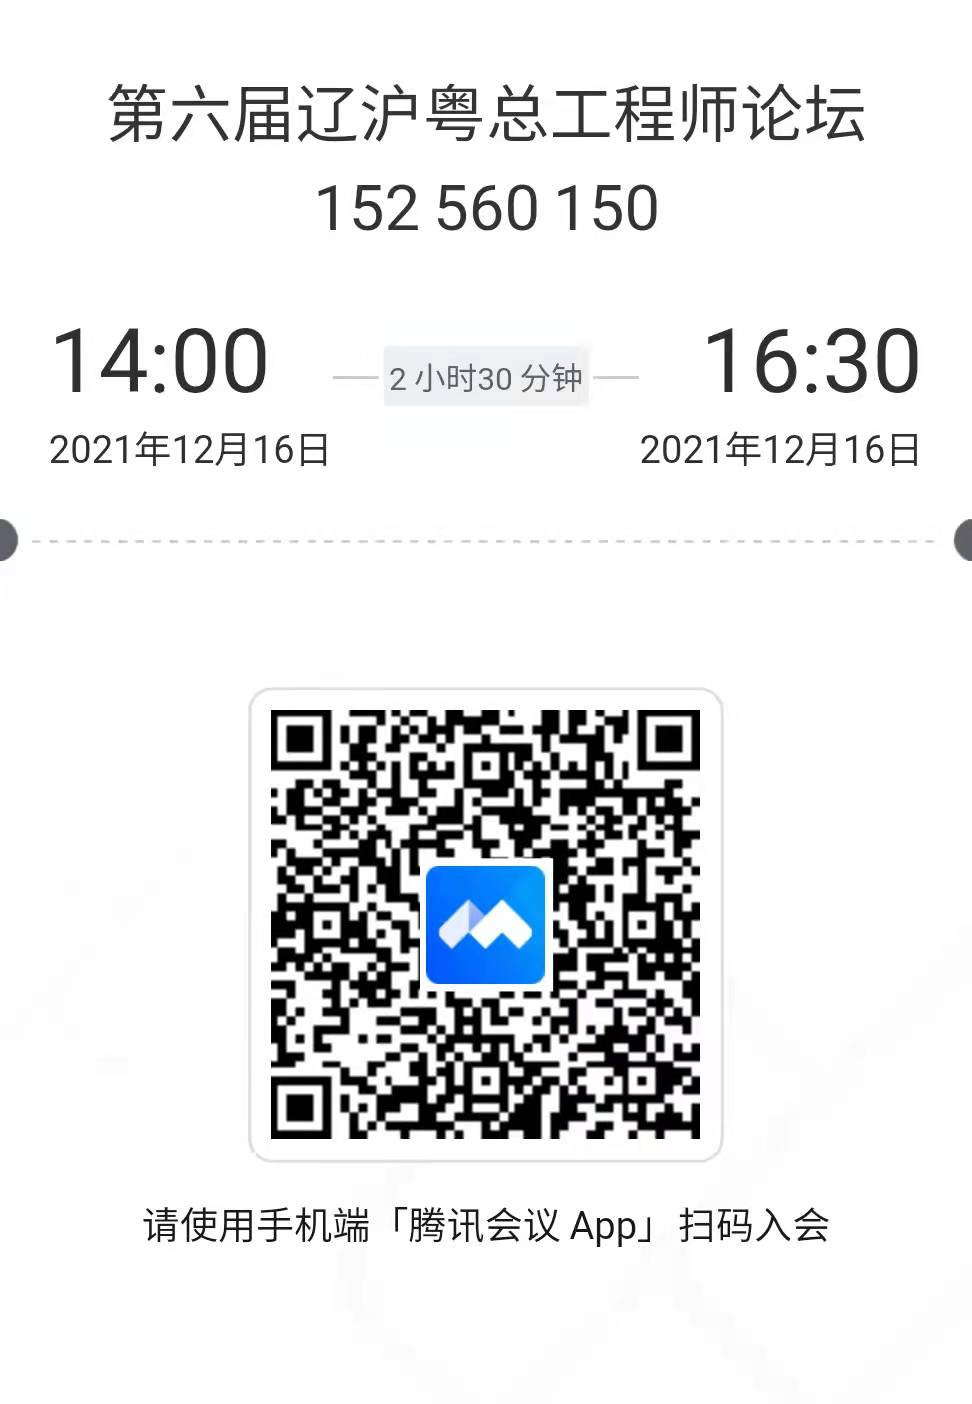 第六届辽沪粤总工程师论坛
152 560 150
14:00 2 小时30 分钟 16:30
2021年12月16日 2021年12月16日
请使用手机端「腾讯会议 App」扫码入会